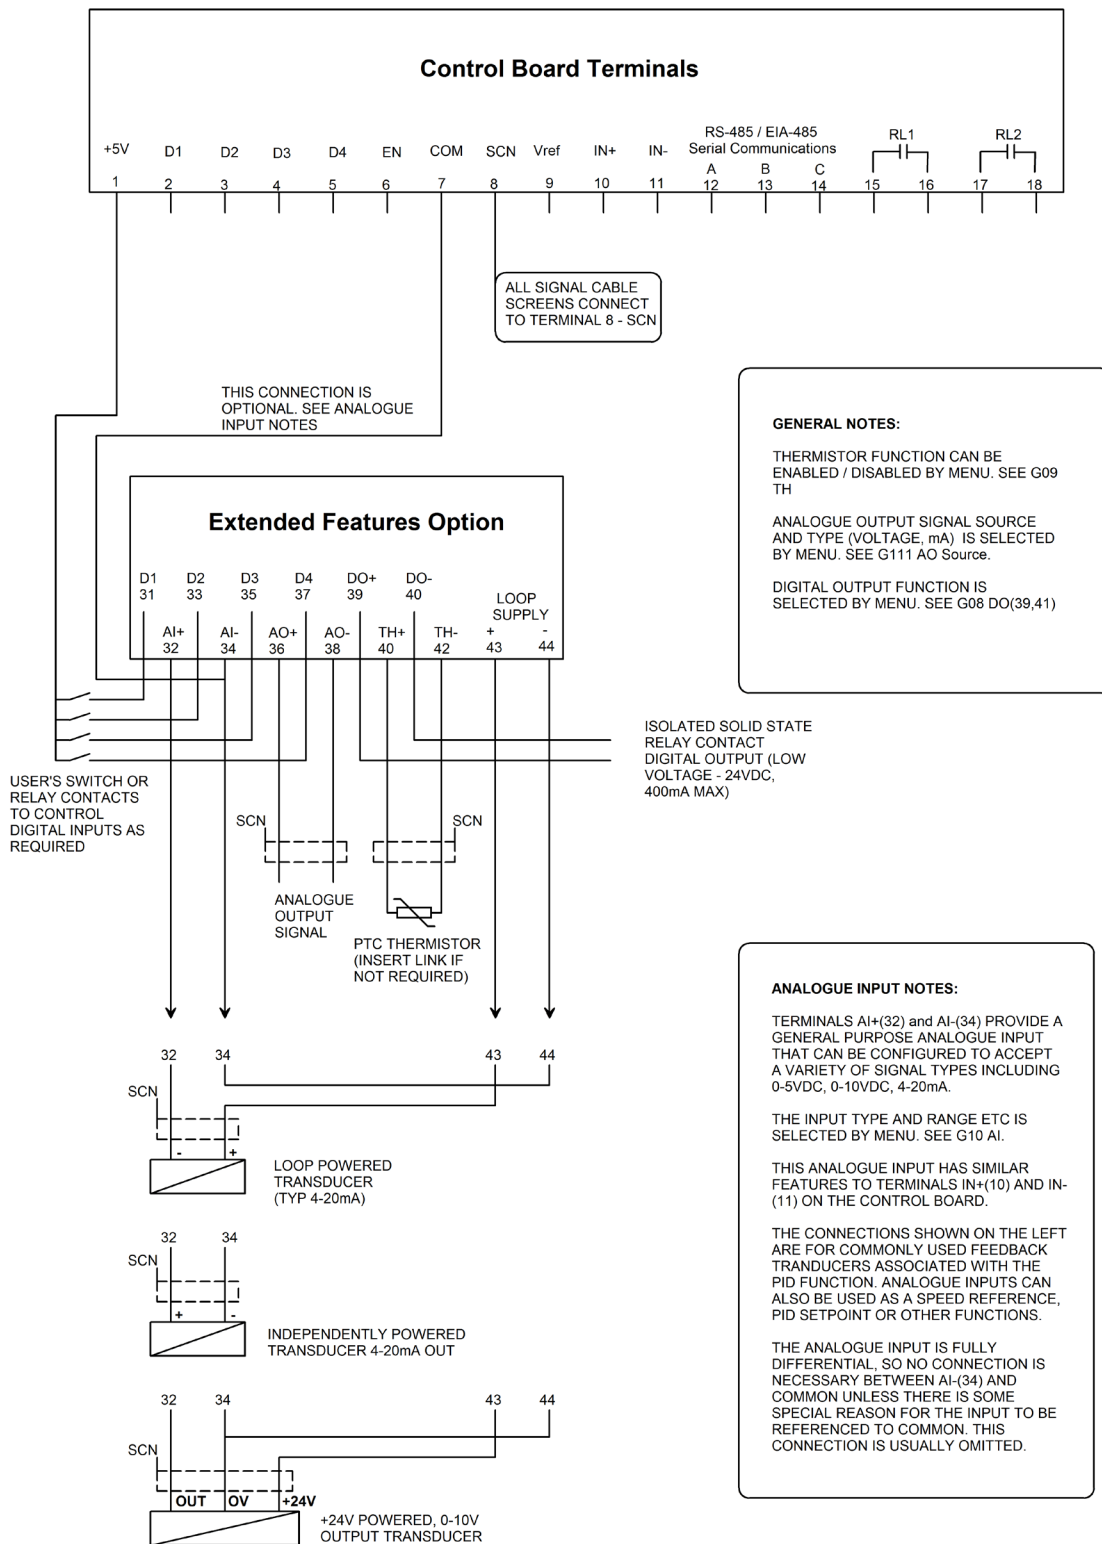 Control Board Terminals
RS-485 / EIA-485
Serial Communications
RL1
RL2
+5V D1 D2 D3 D4 EN COM SCN Vref IN+ IN-
A B C
1 2 3 4 5 6 7 8 9 10 11 12 13 14 15 16 17 18
ALL SIGNAL CABLE
SCREENS CONNECT
TO TERMINAL 8 - SCN
THIS CONNECTION IS
OPTIONAL. SEE ANALOGUE
INPUT NOTES
GENERAL NOTES:
THERMISTOR FUNCTION CAN BE
ENABLED / DISABLED BY MENU. SEE G09
TH
ANALOGUE OUTPUT SIGNAL SOURCE
AND TYPE (VOLTAGE, mA) IS SELECTED
BY MENU. SEE G111 AO Source.
DIGITAL OUTPUT FUNCTION IS
SELECTED BY MENU. SEE G08 DO(39,41)
Extended Features Option
D1 D2 D3 D4 DO+ DO-
31 33 35 37 39 40
LOOP
SUPPLY
AI+ AI- AO+ AO- TH+ TH- + -
32 34 36 38 40 42 43 44
ISOLATED SOLID STATE
RELAY CONTACT
DIGITAL OUTPUT (LOW
VOLTAGE - 24VDC,
400mA MAX)
USER'S SWITCH OR
RELAY CONTACTS
TO CONTROL
DIGITAL INPUTS AS
REQUIRED
SCN
SCN
ANALOGUE
OUTPUT
SIGNAL
PTC THERMISTOR
(INSERT LINK IF
NOT REQUIRED)
32 34 43 44
SCN
- +
LOOP POWERED
TRANSDUCER
(TYP 4-20mA)
32 34
SCN
+ -
INDEPENDENTLY POWERED
TRANSDUCER 4-20mA OUT
32 34 43 44
SCN
OUT OV +24V
+24V POWERED, 0-10V
OUTPUT TRANSDUCER
ANALOGUE INPUT NOTES:
TERMINALS AI+(32) and AI-(34) PROVIDE A
GENERAL PURPOSE ANALOGUE INPUT
THAT CAN BE CONFIGURED TO ACCEPT
A VARIETY OF SIGNAL TYPES INCLUDING
0-5VDC, 0-10VDC, 4-20mA.
THE INPUT TYPE AND RANGE ETC IS
SELECTED BY MENU. SEE G10 AI.
THIS ANALOGUE INPUT HAS SIMILAR
FEATURES TO TERMINALS IN+(10) AND IN-
(11) ON THE CONTROL BOARD.
THE CONNECTIONS SHOWN ON THE LEFT
ARE FOR COMMONLY USED FEEDBACK
TRANDUCERS ASSOCIATED WITH THE
PID FUNCTION. ANALOGUE INPUTS CAN
ALSO BE USED AS A SPEED REFERENCE,
PID SETPOINT OR OTHER FUNCTIONS.
THE ANALOGUE INPUT IS FULLY
DIFFERENTIAL, SO NO CONNECTION IS
NECESSARY BETWEEN AI-(34) AND
COMMON UNLESS THERE IS SOME
SPECIAL REASON FOR THE INPUT TO BE
REFERENCED TO COMMON. THIS
CONNECTION IS USUALLY OMITTED.